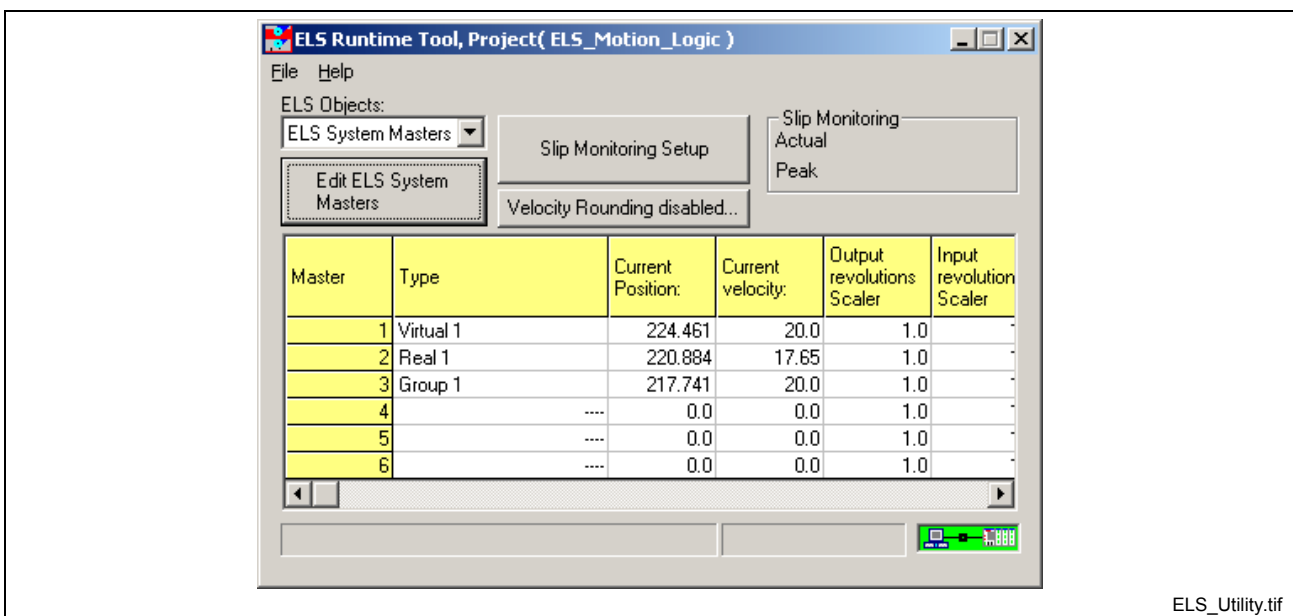 ELS Runtime Tool, Project( ELS_Motion_Logic )
File Help
ELS Objects:
ELS System Masters
Edit ELS System
Masters
Slip Monitoring Setup
Velocity Rounding disabled...
Slip Monitoring
Actual
Peak
Master Type Current Position: Current velocity: Output revolutions Scaler Input revolution Scaler
1 Virtual 1 224.461 20.0 1.0
2 Real 1 220.884 17.65 1.0
3 Group 1 217.741 20.0 1.0
4 ---- 0.0 0.0 1.0
5 ---- 0.0 0.0 1.0
6 ---- 0.0 0.0 1.0
ELS_Utility.tif